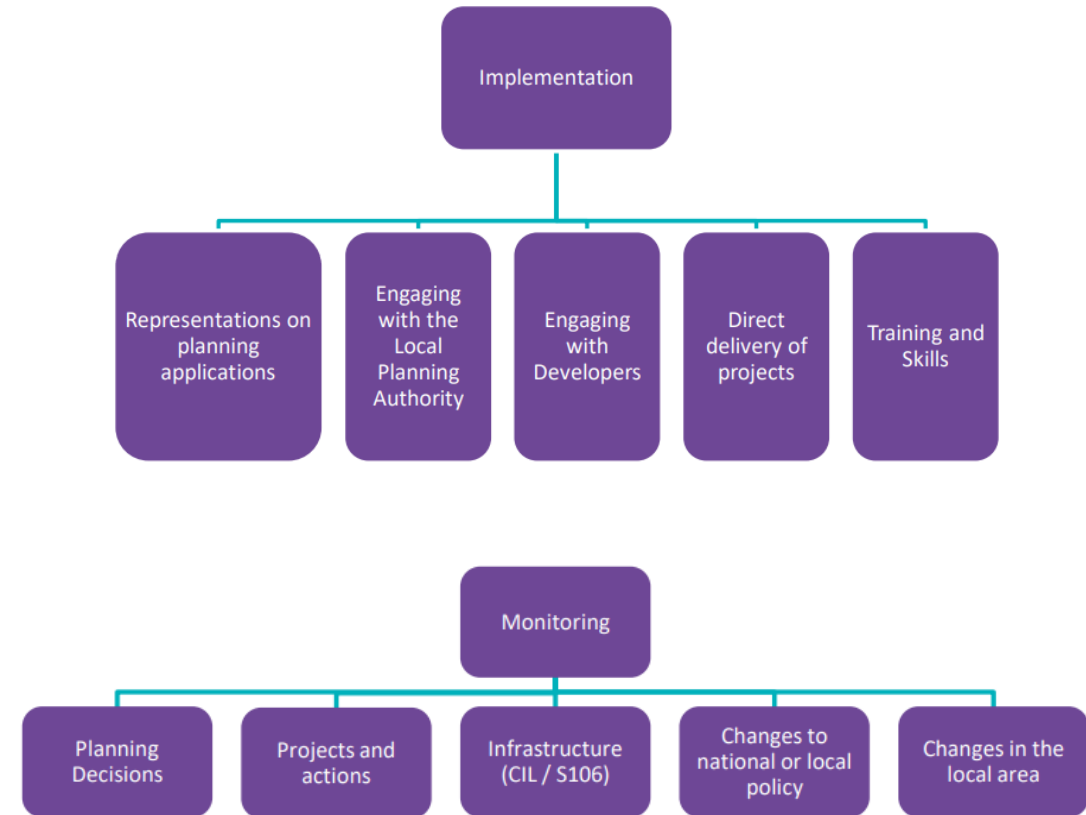 Implementation
Representations on
planning
applications
Engaging
with the
Local
Planning
Authority
Engaging
with
Developers
Direct
delivery of
projects
Training and
Skills
Monitoring
Planning
Decisions
Projects and
actions
Infrastructure
(CIL / S106)
Changes to
national or local
policy
Changes in the
local area